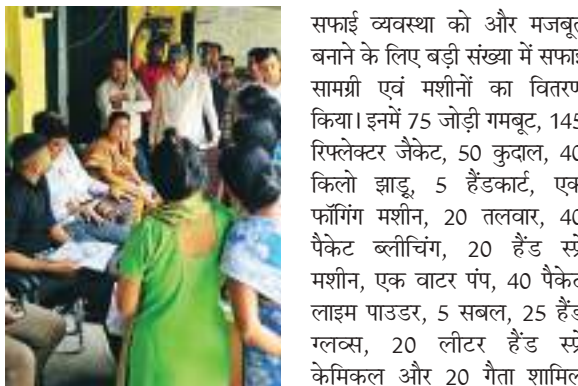 सफाई व्यवस्था को और मजबूत
बनाने के लिए बड़ी संख्या में सफाई
सामग्री एवं मशीनों का वितरण
किया। इनमें 75 जोड़ी गमबूट, 145
रिफ्लेक्टर जैकेट, 50 कुदाल, 40
किलो झाड़ू, 5 हैंडकार्ट, एक
फॉगिंग मशीन, 20 तलवार, 40
पैकेट ब्लीचिंग, 20 हैंड स्प्रे
मशीन, एक वाटर पंप, 40 पैकेट
लाइम पाउडर, 5 सबल, 25 हैंड
ग्लव्स, 20 लीटर हैंड स्प्रे
केमिकल और 20 गैता शामिल